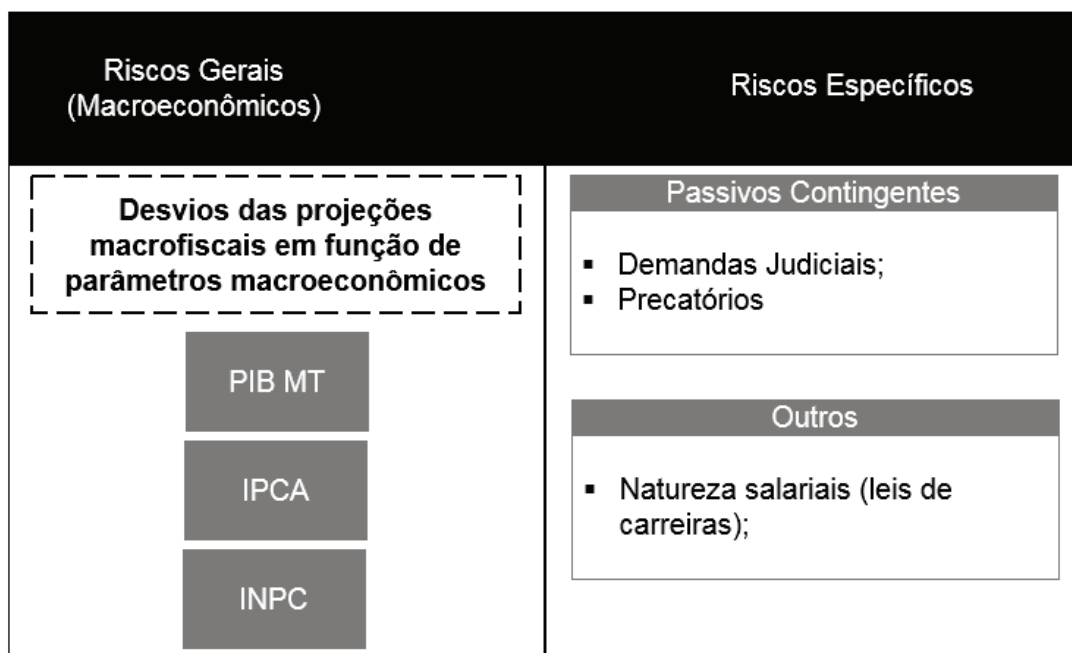 Riscos Gerais
(Macroeconômicos)
Riscos Específicos
Desvios das projeções
macrofiscais em função de
parâmetros macroeconômicos
PIB MT
IPCA
INPC
Passivos Contingentes
▪ Demandas Judiciais;
▪ Precatórios
Outros
▪ Natureza salariais (leis de
carreiras);